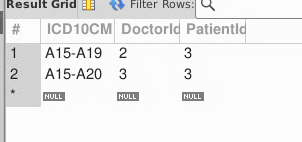 Result Grid Filter Rows:
# ICD10CM DoctorId PatientId
1 A15-A19 2 3
2 A15-A20 3 3
* NULL NULL NULL